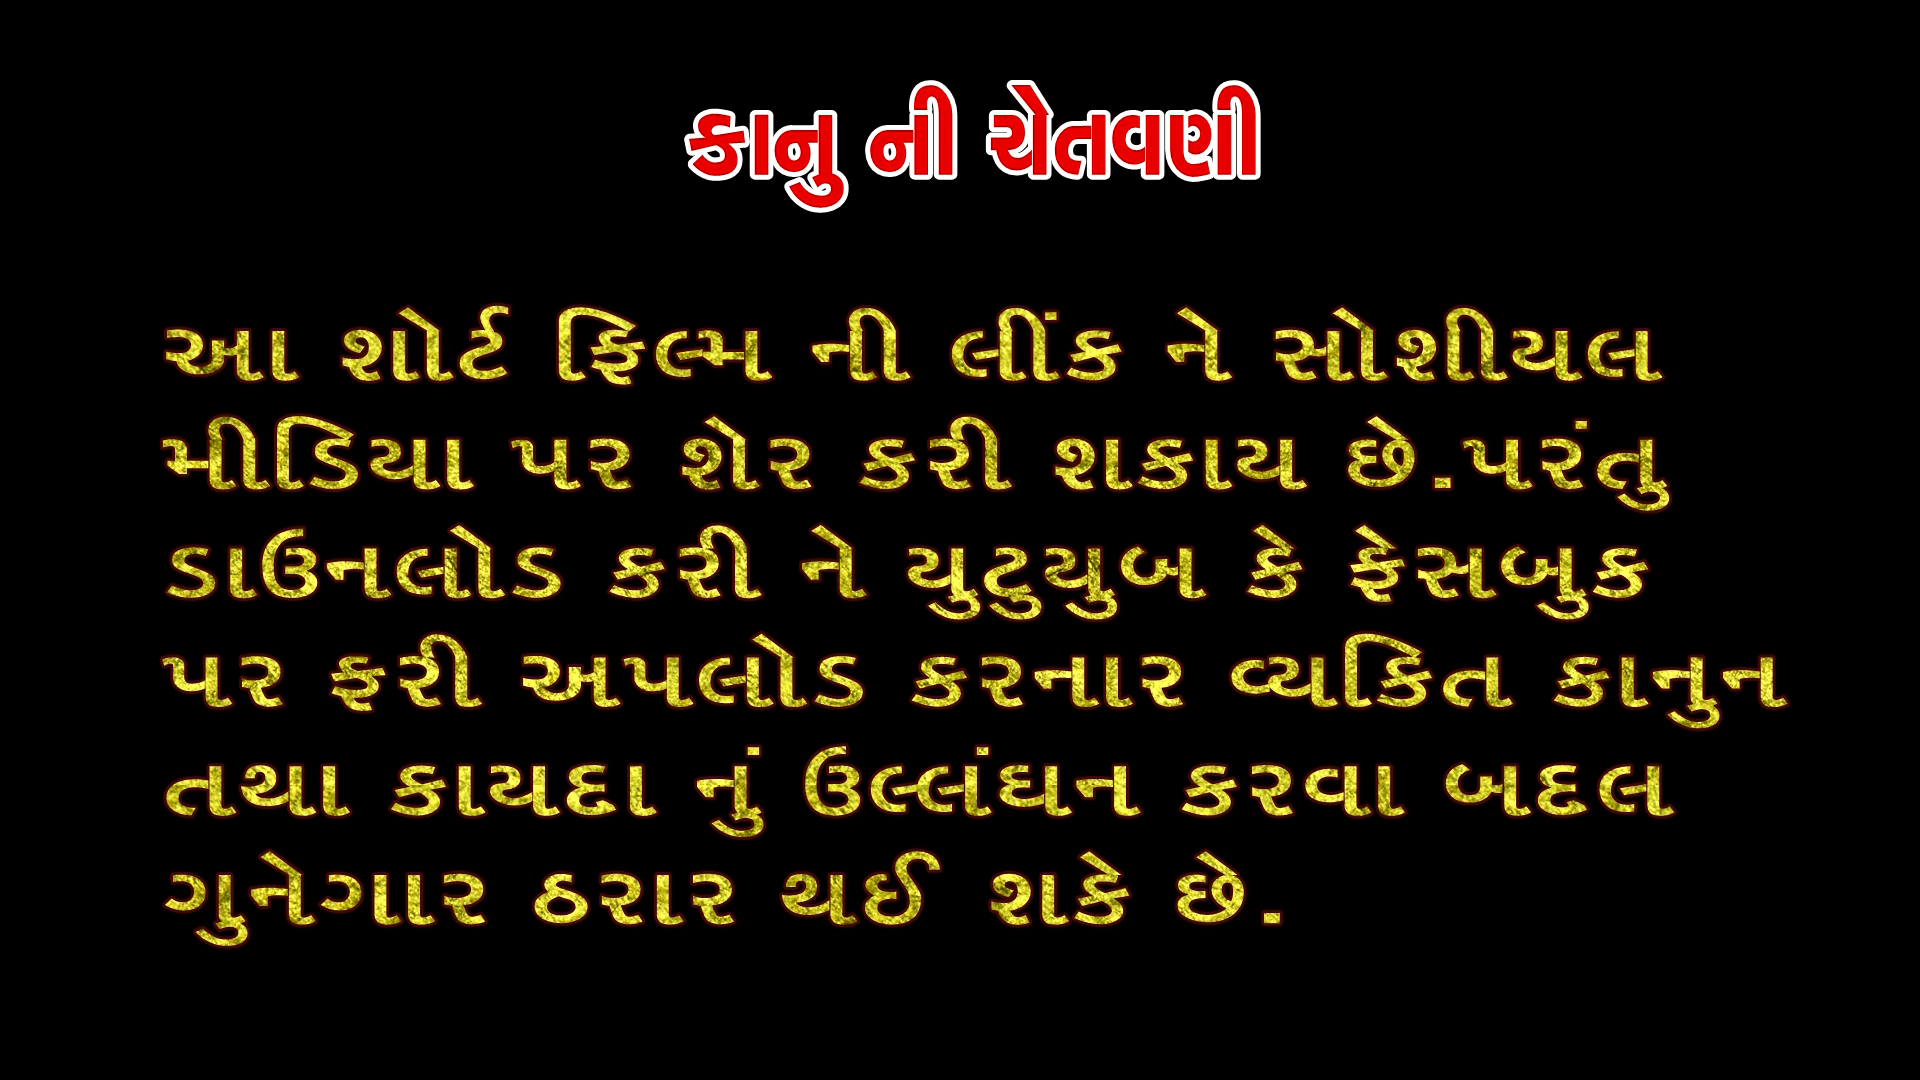 કાનુ ની ચેતવણી
આ શોર્ટ ફિલ્મ ની લીંક ને સોશીયલ
મીડિયા પર શેર કરી શકાય છે.પરંતુ
ડાઉનલોડ કરી ને યુટુયુબ કે ફેસબુક
પર ફરી અપલોડ કરનાર વ્યકિત કાનુન
તથા કાયદા નું ઉલ્લંઘન કરવા બદલ
ગુનેગાર ઠરાર થઈ શકે છે.